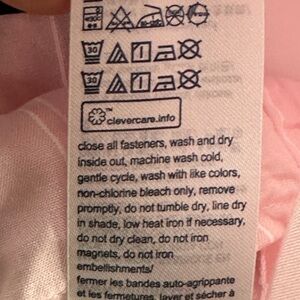 30
30
clevercare.info
close all fasteners, wash and dry
inside out, machine wash cold,
gentle cycle, wash with like colors,
non-chlorine bleach only, remove
promptly, do not tumble dry, line dry
in shade, low heat iron if necessary,
do not dry clean, do not iron
magnets, do not iron
embellishments/
fermer les bandes auto-agrippante
et les fermetures, laver et sécher à